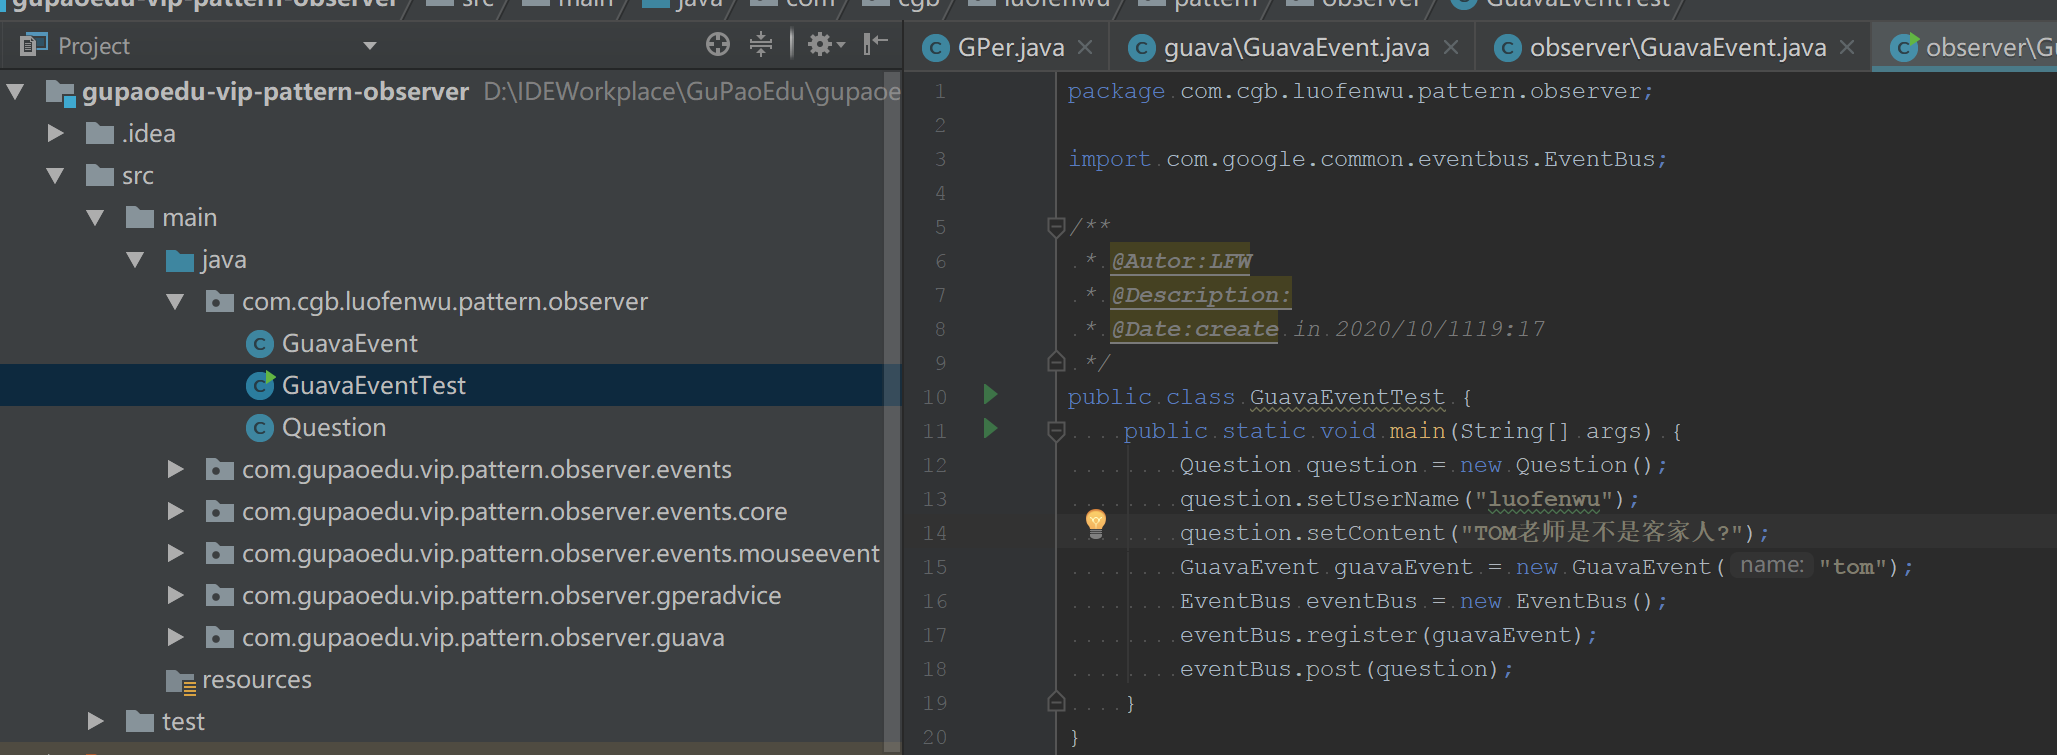 gupaoedu-vip-pattern-observer src main java com cgb luofenwu pattern observer GuavaEventTest
Project
GPer.java guava\GuavaEvent.java observer\GuavaEvent.java observer\G
gupaoedu-vip-pattern-observer D:\IDEWorkplace\GuPaoEdu\gupaoe
.idea
src
main
java
com.cgb.luofenwu.pattern.observer
GuavaEvent
GuavaEventTest
Question
com.gupaoedu.vip.pattern.observer.events
com.gupaoedu.vip.pattern.observer.events.core
com.gupaoedu.vip.pattern.observer.events.mouseevent
com.gupaoedu.vip.pattern.observer.gperadvice
com.gupaoedu.vip.pattern.observer.guava
resources
test
1 package com.cgb.luofenwu.pattern.observer;
2
3 import com.google.common.eventbus.EventBus;
4
5 /**
6 * @Autor:LFW
7 * @Description:
8 * @Date:create in 2020/10/1119:17
9 */
10 public class GuavaEventTest {
11 public static void main(String[] args) {
12 Question question = new Question();
13 question.setUserName("luofenwu");
14 question.setContent("TOM老师是不是客家人?");
15 GuavaEvent guavaEvent = new GuavaEvent( name: "tom");
16 EventBus eventBus = new EventBus();
17 eventBus.register(guavaEvent);
18 eventBus.post(question);
19 }
20 }